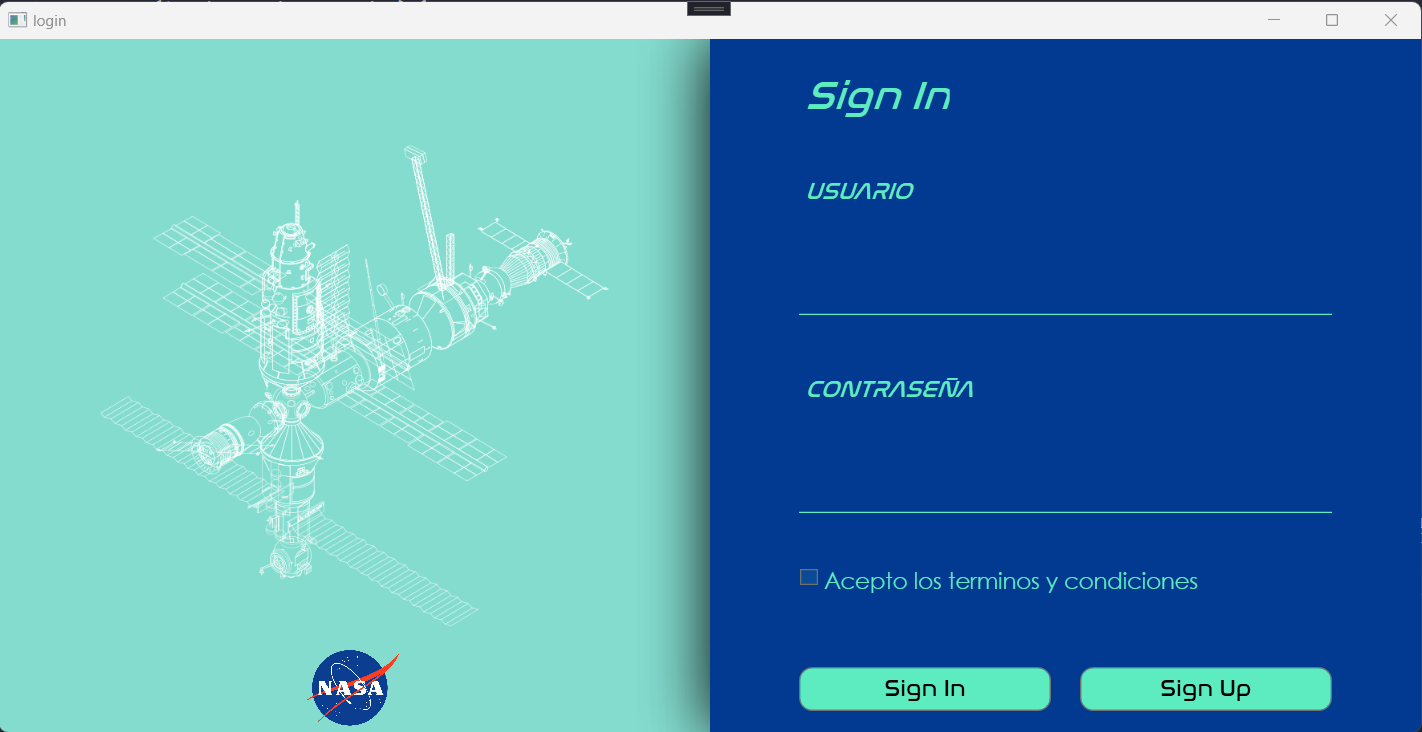 login
Sign In
USUARIO
CONTRASEÑA
Acepto los terminos y condiciones
Sign In
Sign Up
NASA